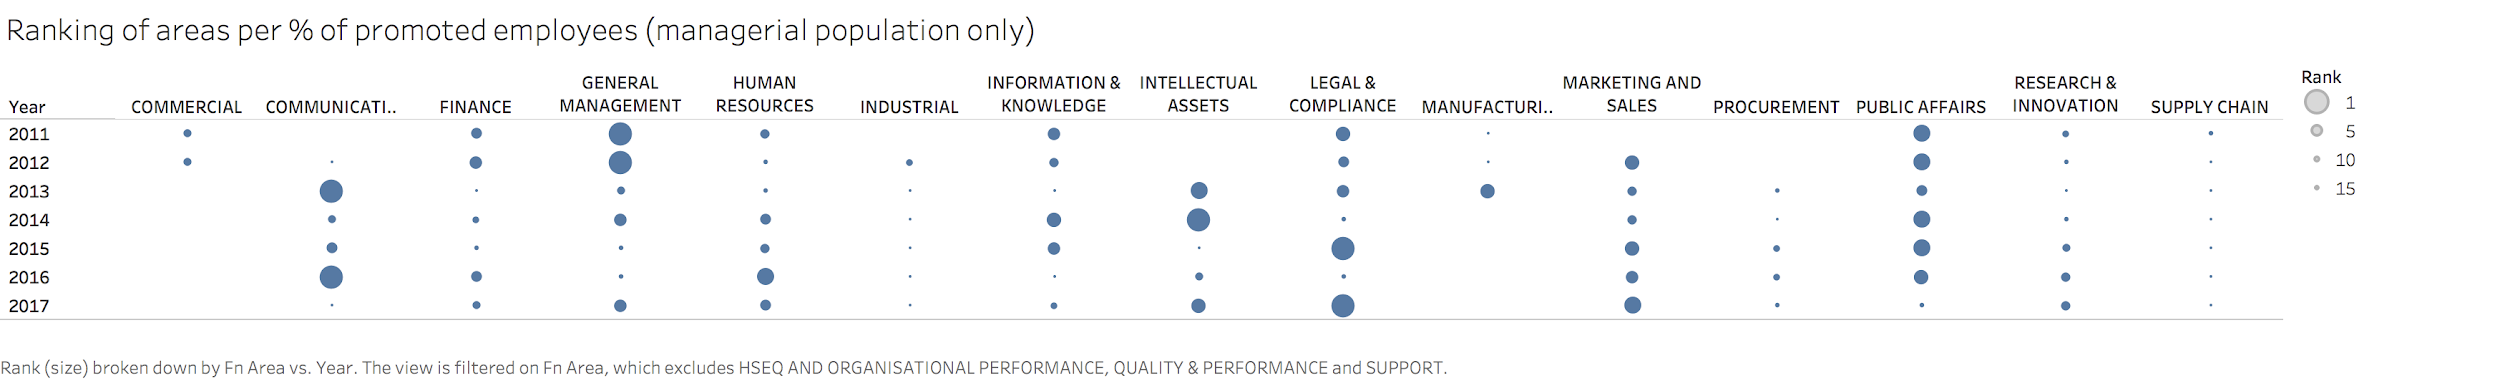 Ranking of areas per % of promoted employees (managerial population only)
GENERAL HUMAN INFORMATION & INTELLECTUAL LEGAL & MARKETING AND RESEARCH & Rank
Year COMMERCIAL COMMUNICATI.. FINANCE MANAGEMENT RESOURCES INDUSTRIAL KNOWLEDGE ASSETS COMPLIANCE MANUFACTURI.. SALES PROCUREMENT PUBLIC AFFAIRS INNOVATION SUPPLY CHAIN 1
2011 5
2012 10
2013 15
2014
2015
2016
2017
Rank (size) broken down by Fn Area vs. Year. The view is filtered on Fn Area, which excludes HSEQ AND ORGANISATIONAL PERFORMANCE, QUALITY & PERFORMANCE and SUPPORT.